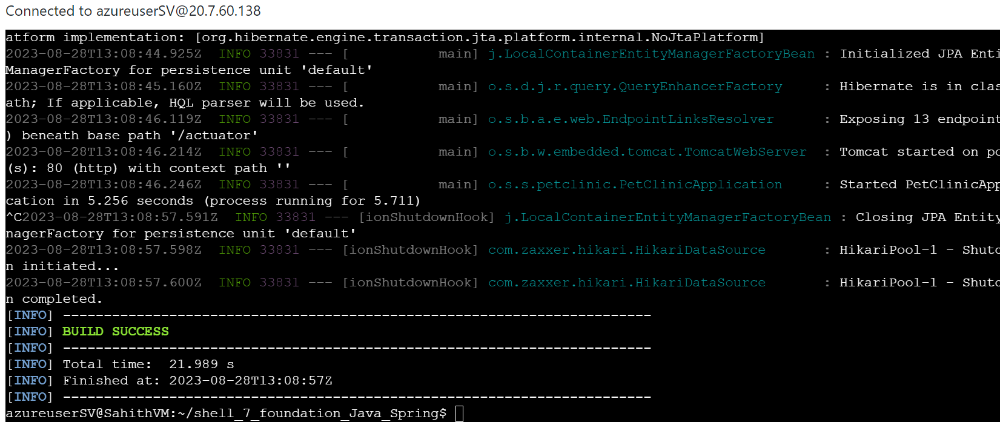 Connected to azureuserSV@20.7.60.138
atform implementation: [org.hibernate.engine.transaction.jta.platform.internal.NoJtaPlatform]
2023-08-28T13:08:44.925Z  INFO 33831 --- [           main] j.LocalContainerEntityManagerFactoryBean : Initialized JPA Enti
ManagerFactory for persistence unit 'default'
2023-08-28T13:08:45.160Z  INFO 33831 --- [           main] o.s.d.j.r.query.QueryEnhancerFactory     : Hibernate is in clas
ath; If applicable, HQL parser will be used.
2023-08-28T13:08:46.119Z  INFO 33831 --- [           main] o.s.b.a.e.web.EndpointLinksResolver      : Exposing 13 endpoint
) beneath base path '/actuator'
2023-08-28T13:08:46.214Z  INFO 33831 --- [           main] o.s.b.w.embedded.tomcat.TomcatWebServer  : Tomcat started on po
(s): 80 (http) with context path ''
2023-08-28T13:08:46.246Z  INFO 33831 --- [           main] o.s.s.petclinic.PetClinicApplication     : Started PetClinicApp
cation in 5.256 seconds (process running for 5.711)
^C2023-08-28T13:08:57.591Z  INFO 33831 --- [ionShutdownHook] j.LocalContainerEntityManagerFactoryBean : Closing JPA Entity
nagerFactory for persistence unit 'default'
2023-08-28T13:08:57.598Z  INFO 33831 --- [ionShutdownHook] com.zaxxer.hikari.HikariDataSource       : HikariPool-1 - Shutd
n initiated...
2023-08-28T13:08:57.600Z  INFO 33831 --- [ionShutdownHook] com.zaxxer.hikari.HikariDataSource       : HikariPool-1 - Shutd
n completed.
[INFO] ------------------------------------------------------------------------
[INFO] BUILD SUCCESS
[INFO] ------------------------------------------------------------------------
[INFO] Total time:  21.989 s
[INFO] Finished at: 2023-08-28T13:08:57Z
[INFO] ------------------------------------------------------------------------
azureuserSV@SahithVM:~/shell_7_foundation_Java_Spring$